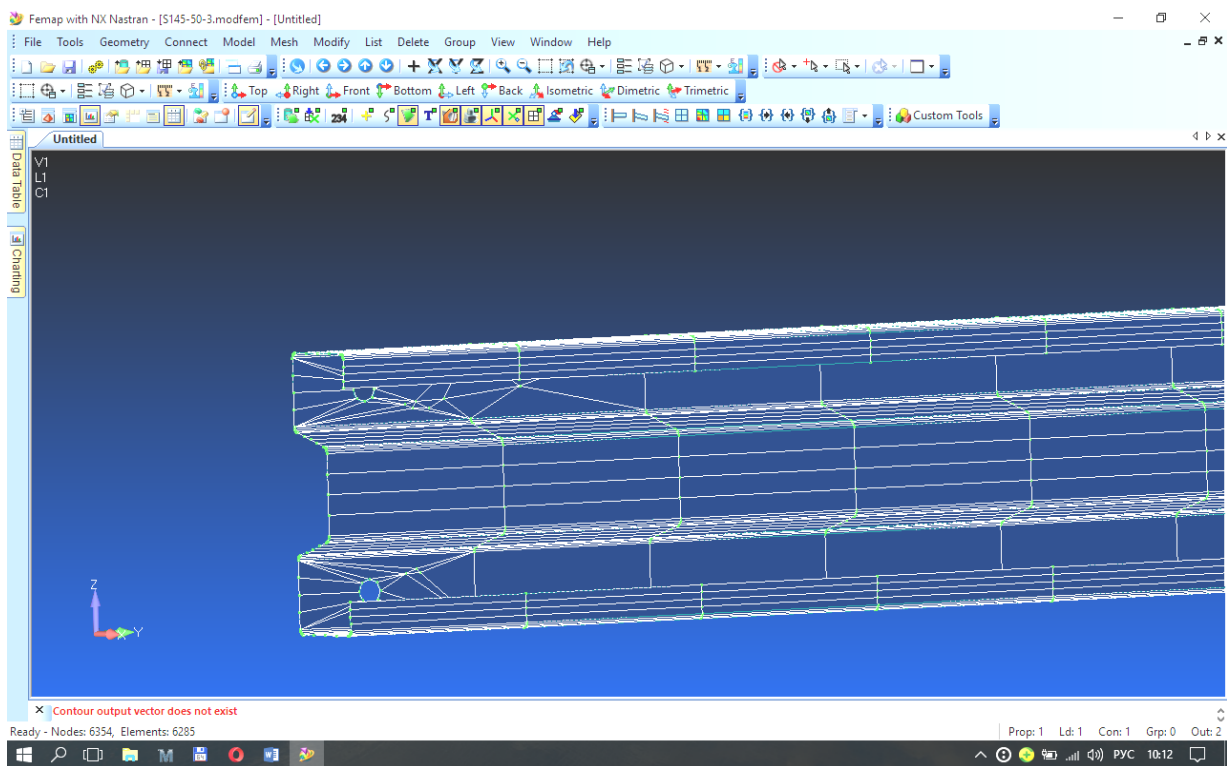 Femap with NX Nastran - [S145-50-3.modfem] - [Untitled]
File Tools Geometry Connect Model Mesh Modify List Delete Group View Window Help
Top Right Front Bottom Left Back Isometric Dimetric Trimetric
234 T Custom Tools
Untitled
Data Table
Charting
V1
L1
C1
Z
Y
Contour output vector does not exist
Ready - Nodes: 6354, Elements: 6285 Prop: 1 Ld: 1 Con: 1 Grp: 0 Out: 2
РУС 10:12